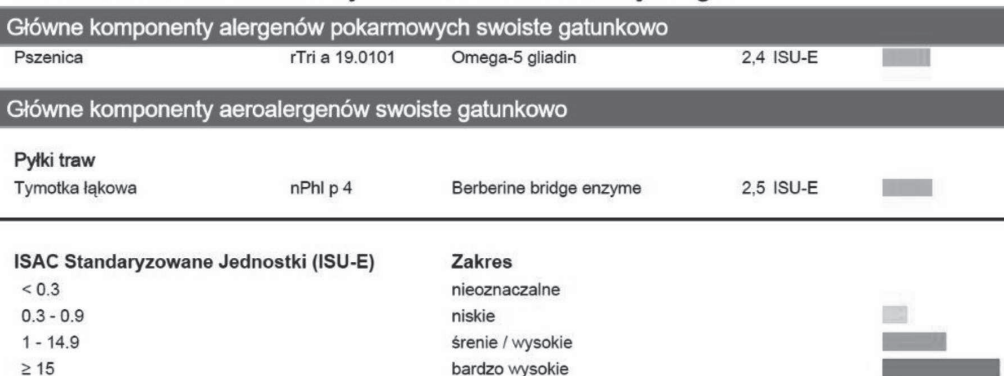 Główne komponenty alergenów pokarmowych swoiste gatunkowo
Pszenica rTri a 19.0101 Omega-5 gliadin 2,4 ISU-E
Główne komponenty aeroalergenów swoiste gatunkowo
Pyłki traw
Tymotka łąkowa nPhl p 4 Berberine bridge enzyme 2,5 ISU-E
ISAC Standaryzowane Jednostki (ISU-E) Zakres
< 0.3 nieoznaczalne
0.3 - 0.9 niskie
1 - 14.9 śrenie / wysokie
≥ 15 bardzo wysokie